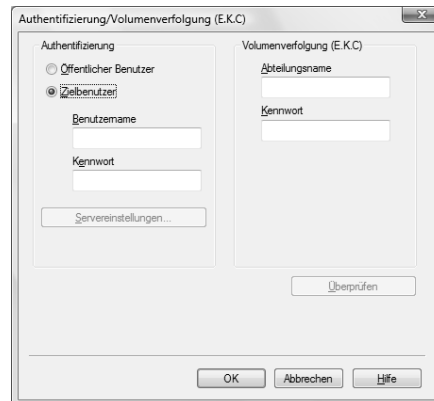 Authentifizierung/Volumenverfolgung (E.K.C)
Authentifizierung
Öffentlicher Benutzer
Zielbenutzer
Benutzername
Kennwort
Servereinstellungen...
Volumenverfolgung (E.K.C)
Abteilungsname
Kennwort
Überprüfen
OK
Abbrechen
Hilfe